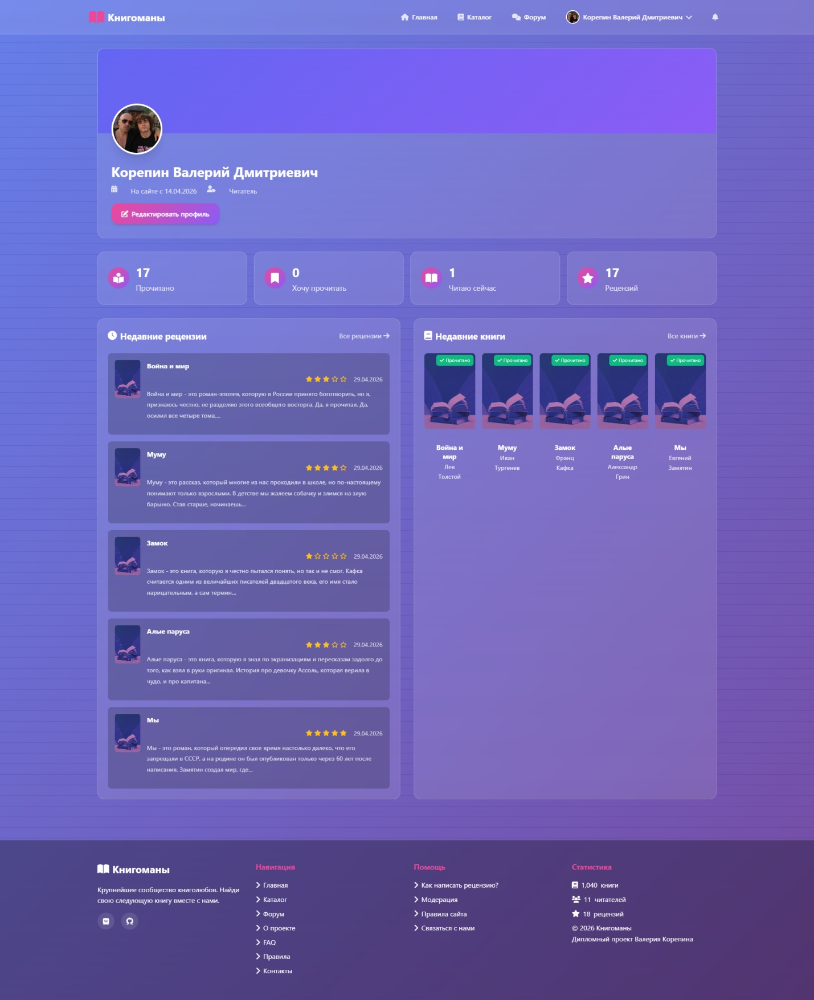 Книгоманы
Главная
Каталог
Форум
Корепин Валерий Дмитриевич
Корепин Валерий Дмитриевич
На сайте с 14.04.2026
Читатель
Редактировать профиль
17
Прочитано
0
Хочу прочитать
1
Читаю сейчас
17
Рецензий
Недавние рецензии
Все рецензии
Война и мир
29.04.2026
Война и мир - это роман-эпопея, которую в России принято боготворить, но я,
признаюсь честно, не разделяю этого всеобщего восторга. Да, я прочитал. Да,
осилил все четыре тома,...
Муму
29.04.2026
Муму - это рассказ, который многие из нас проходили в школе, но по-настоящему
понимают только взрослыми. В детстве мы жалеем собачку и злимся на злую
барыню. Став старше, начинаешь...
Замок
29.04.2026
Замок - это книга, которую я честно пытался понять, но так и не смог. Кафка
считается одним из величайших писателей двадцатого века, его имя стало
нарицательным, а сам термин...
Алые паруса
29.04.2026
Алые паруса - это книга, которую я знал по экранизациям и пересказам задолго до
того, как взял в руки оригинал. История про девочку Ассоль, которая верила в
чудо, и про капитана...
Мы
29.04.2026
Мы - это роман, который опередил свое время настолько далеко, что его
запрещали в СССР, а на родине он был опубликован только через 60 лет после
написания. Замятин создал мир, где...
Недавние книги
Все книги
Прочитано
Прочитано
Прочитано
Прочитано
Прочитано
Война и
мир
Лев
Толстой
Муму
Иван
Тургенев
Замок
Франц
Кафка
Алые
паруса
Александр
Грин
Мы
Евгений
Замятин
Книгоманы
Крупнейшее сообщество книголюбов. Найди
свою следующую книгу вместе с нами.
Навигация
Главная
Каталог
Форум
О проекте
FAQ
Правила
Контакты
Помощь
Как написать рецензию?
Модерация
Правила сайта
Связаться с нами
Статистика
1,040 книги
11 читателей
18 рецензий
© 2026 Книгоманы
Дипломный проект Валерия Корепина